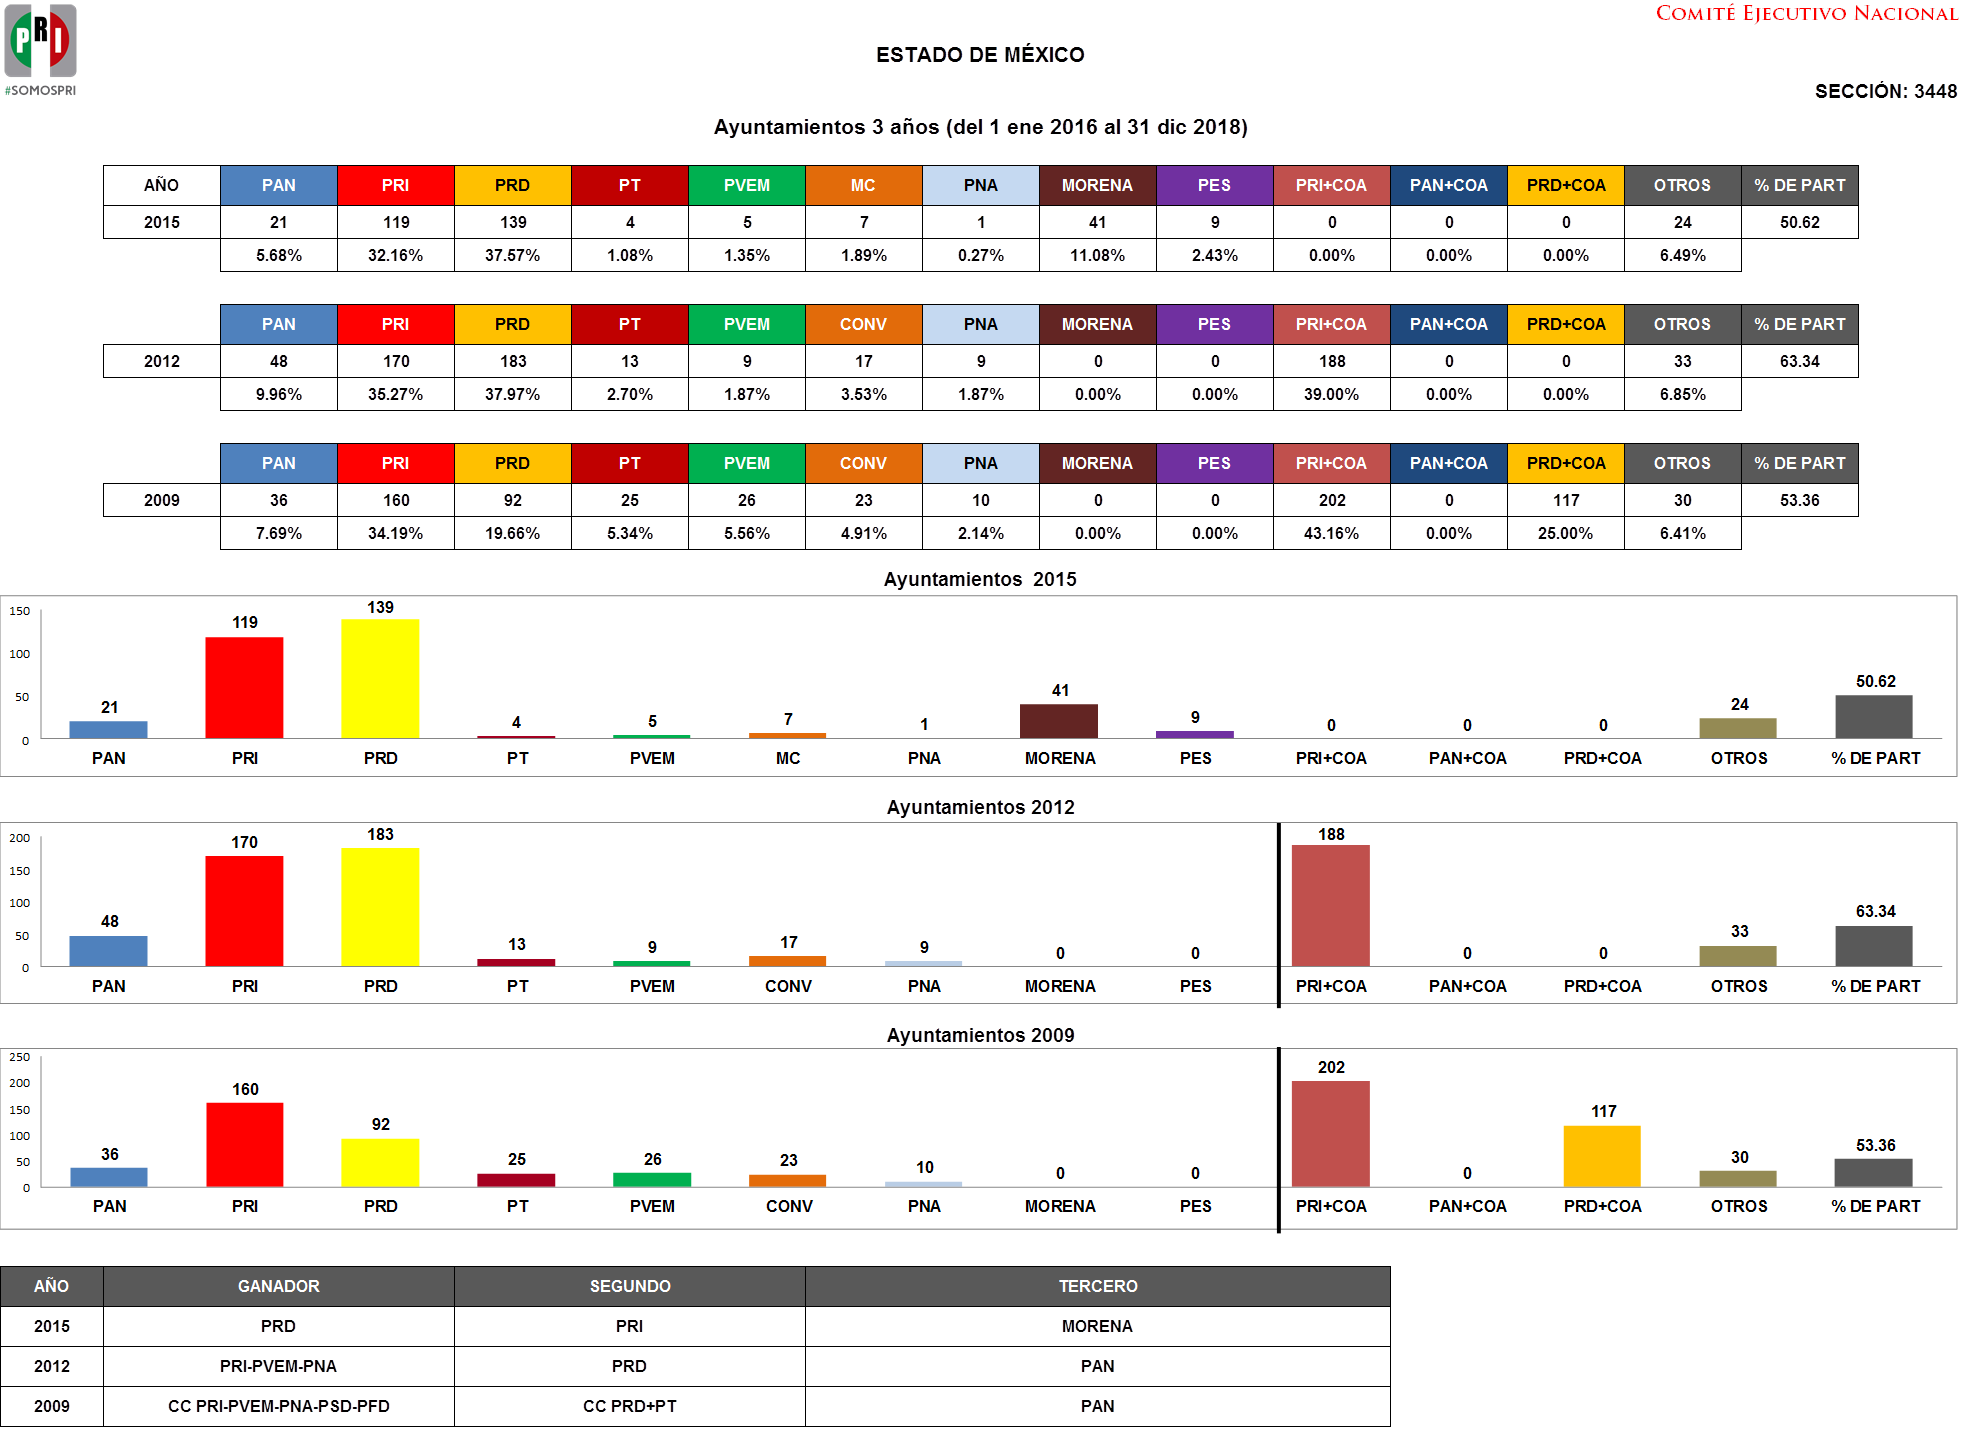 PRI
#SOMOSPRI
COMITÉ EJECUTIVO NACIONAL
ESTADO DE MÉXICO
SECCIÓN: 3448
Ayuntamientos 3 años (del 1 ene 2016 al 31 dic 2018)
AÑO PAN PRI PRD PT PVEM MC PNA MORENA PES PRI+COA PAN+COA PRD+COA OTROS % DE PART
2015 21 119 139 4 5 7 1 41 9 0 0 0 24 50.62
5.68% 32.16% 37.57% 1.08% 1.35% 1.89% 0.27% 11.08% 2.43% 0.00% 0.00% 0.00% 6.49%
PAN PRI PRD PT PVEM CONV PNA MORENA PES PRI+COA PAN+COA PRD+COA OTROS % DE PART
2012 48 170 183 13 9 17 9 0 0 188 0 0 33 63.34
9.96% 35.27% 37.97% 2.70% 1.87% 3.53% 1.87% 0.00% 0.00% 39.00% 0.00% 0.00% 6.85%
PAN PRI PRD PT PVEM CONV PNA MORENA PES PRI+COA PAN+COA PRD+COA OTROS % DE PART
2009 36 160 92 25 26 23 10 0 0 202 0 117 30 53.36
7.69% 34.19% 19.66% 5.34% 5.56% 4.91% 2.14% 0.00% 0.00% 43.16% 0.00% 25.00% 6.41%
Ayuntamientos 2015
150
100
50
0
21 119 139 4 5 7 1 41 9 0 0 0 24 50.62
PAN PRI PRD PT PVEM MC PNA MORENA PES PRI+COA PAN+COA PRD+COA OTROS % DE PART
Ayuntamientos 2012
200
150
100
50
0
48 170 183 13 9 17 9 0 0 188 0 0 33 63.34
PAN PRI PRD PT PVEM CONV PNA MORENA PES PRI+COA PAN+COA PRD+COA OTROS % DE PART
Ayuntamientos 2009
250
200
150
100
50
0
36 160 92 25 26 23 10 0 0 202 0 117 30 53.36
PAN PRI PRD PT PVEM CONV PNA MORENA PES PRI+COA PAN+COA PRD+COA OTROS % DE PART
AÑO GANADOR SEGUNDO TERCERO
2015 PRD PRI MORENA
2012 PRI-PVEM-PNA PRD PAN
2009 CC PRI-PVEM-PNA-PSD-PFD CC PRD+PT PAN